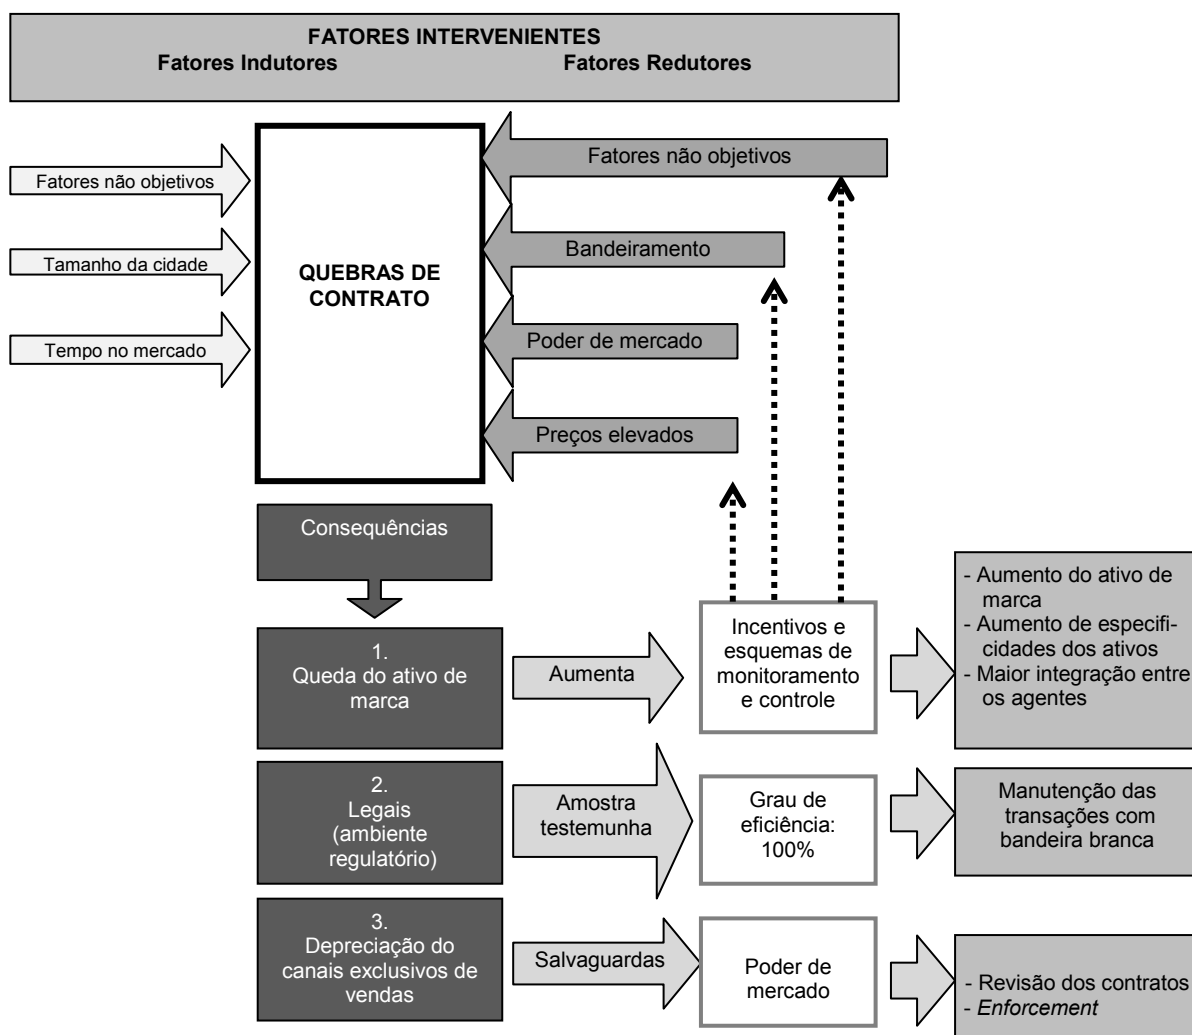 FATORES INTERVENIENTES
Fatores Indutores Fatores Redutores
Fatores não objetivos
Tamanho da cidade
Tempo no mercado
QUEBRAS DE
CONTRATO
Fatores não objetivos
Bandeiramento
Poder de mercado
Preços elevados
Consequências
1.
Queda do ativo de
marca
Aumenta
Incentivos e
esquemas de
monitoramento
e controle
- Aumento do ativo de
marca
- Aumento de especifi-
cidades dos ativos
- Maior integração entre
os agentes
2.
Legais
(ambiente
regulatório)
Amostra
testemunha
Grau de
eficiência:
100%
Manutenção das
transações com
bandeira branca
3.
Depreciação do
canais exclusivos de
vendas
Salvaguardas
Poder de
mercado
- Revisão dos contratos
- Enforcement